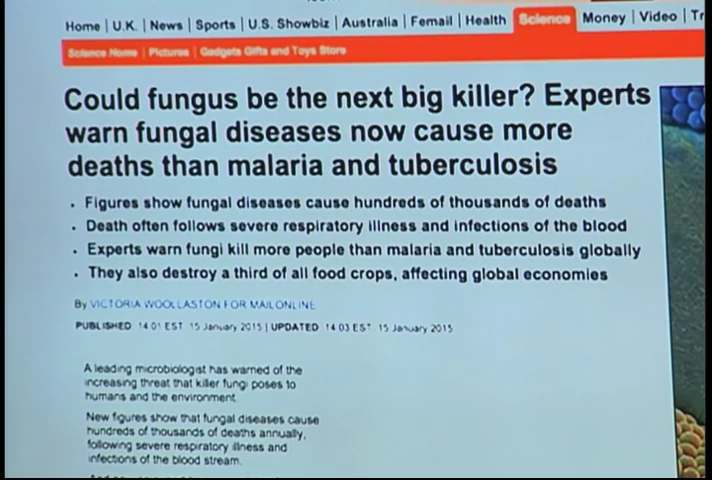 Home | U.K. | News | Sports | U.S. Showbiz | Australia | Femail | Health | Science | Money | Video |
Science Home | Pictures | Gadgets Gifts and Toys Store
Could fungus be the next big killer? Experts
warn fungal diseases now cause more
deaths than malaria and tuberculosis
• Figures show fungal diseases cause hundreds of thousands of deaths
• Death often follows severe respiratory illness and infections of the blood
• Experts warn fungi kill more people than malaria and tuberculosis globally
• They also destroy a third of all food crops, affecting global economies
By VICTORIA WOOLLASTON FOR MAILONLINE
PUBLISHED 14:01 EST 15 January 2015 | UPDATED 14:03 EST 15 January 2015
A leading microbiologist has warned of the
increasing threat that killer fungi poses to
humans and the environment.
New figures show that fungal diseases cause
hundreds of thousands of deaths annually,
following severe respiratory illness and
infections of the blood stream.